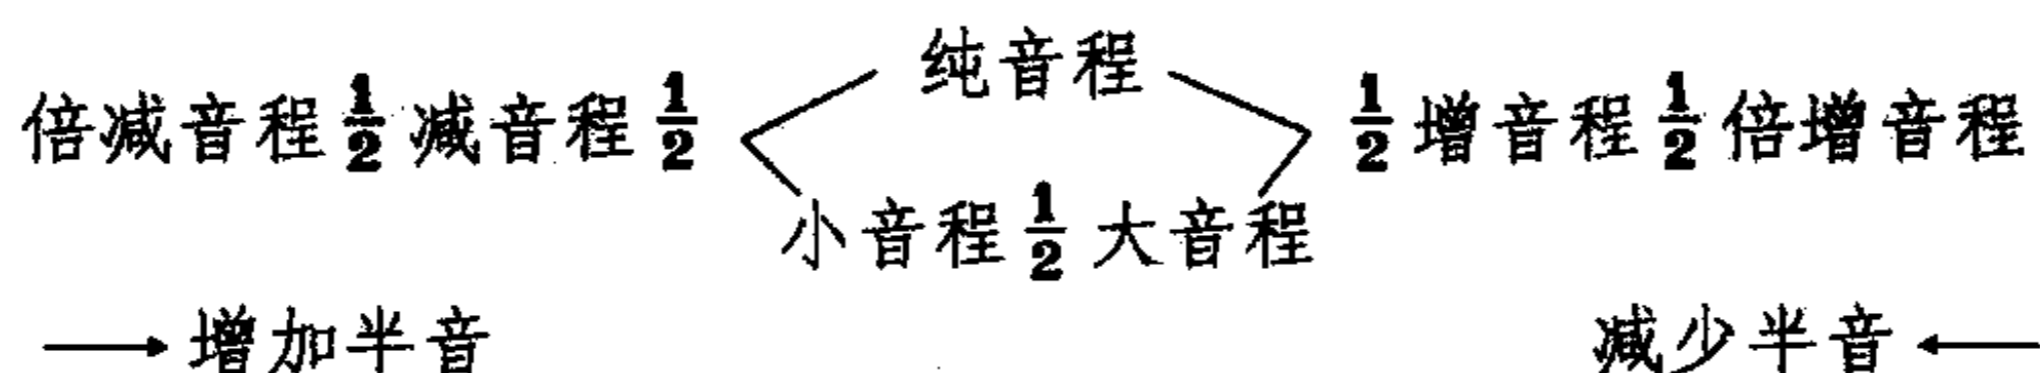 纯音程
倍减音程 1/2 减音程 1/2 1/2 增音程 1/2 倍增音程
小音程 1/2 大音程
→增加半音 减少半音←